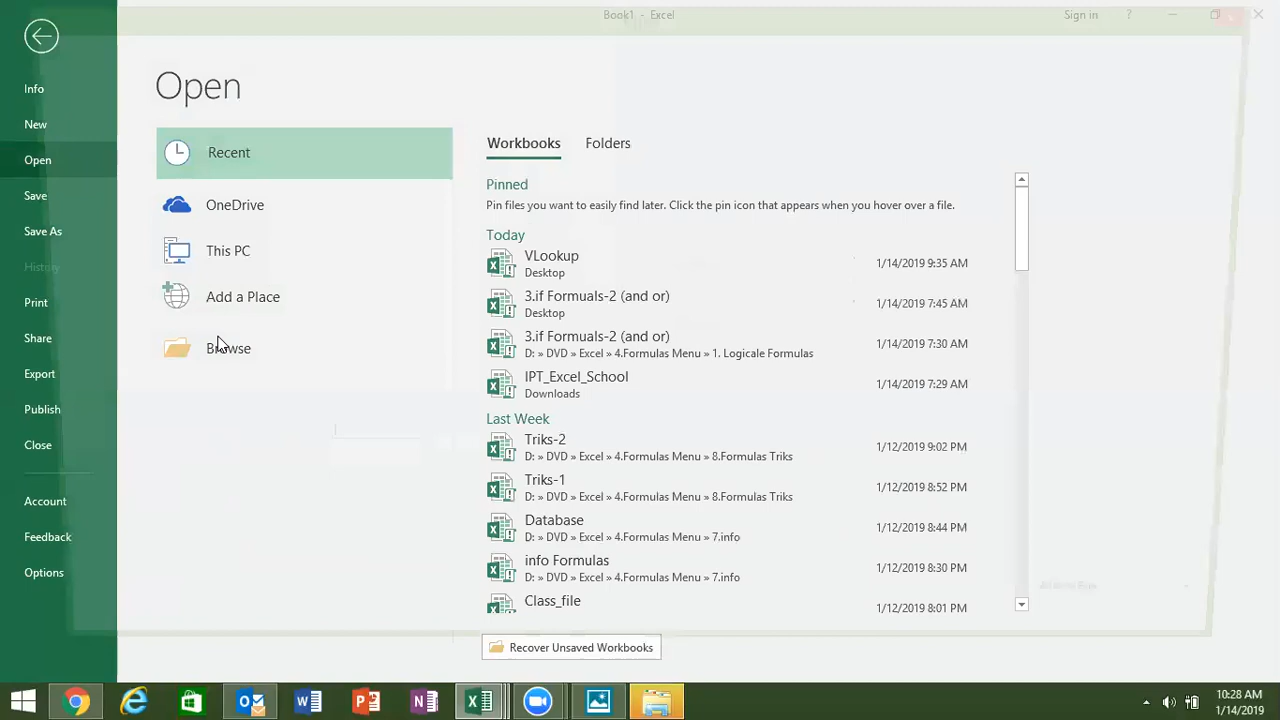 Book1 - Excel
Sign in
?
Info
New
Open
Save
Save As
History
Print
Share
Export
Publish
Close
Account
Feedback
Options
Open
Recent
OneDrive
This PC
Add a Place
Browse
Workbooks
Folders
Pinned
Pin files you want to easily find later. Click the pin icon that appears when you hover over a file.
Today
VLookup
Desktop
1/14/2019 9:35 AM
3.if Formuals-2 (and or)
Desktop
1/14/2019 7:45 AM
3.if Formuals-2 (and or)
D: » DVD » Excel » 4.Formulas Menu » 1. Logicale Formulas
1/14/2019 7:30 AM
IPT_Excel_School
Downloads
1/14/2019 7:29 AM
Last Week
Triks-2
D: » DVD » Excel » 4.Formulas Menu » 8.Formulas Triks
1/12/2019 9:02 PM
Triks-1
D: » DVD » Excel » 4.Formulas Menu » 8.Formulas Triks
1/12/2019 8:52 PM
Database
D: » DVD » Excel » 4.Formulas Menu » 7.info
1/12/2019 8:44 PM
info Formulas
D: » DVD » Excel » 4.Formulas Menu » 7.info
1/12/2019 8:30 PM
Class_file
1/12/2019 8:01 PM
Recover Unsaved Workbooks
10:28 AM
1/14/2019